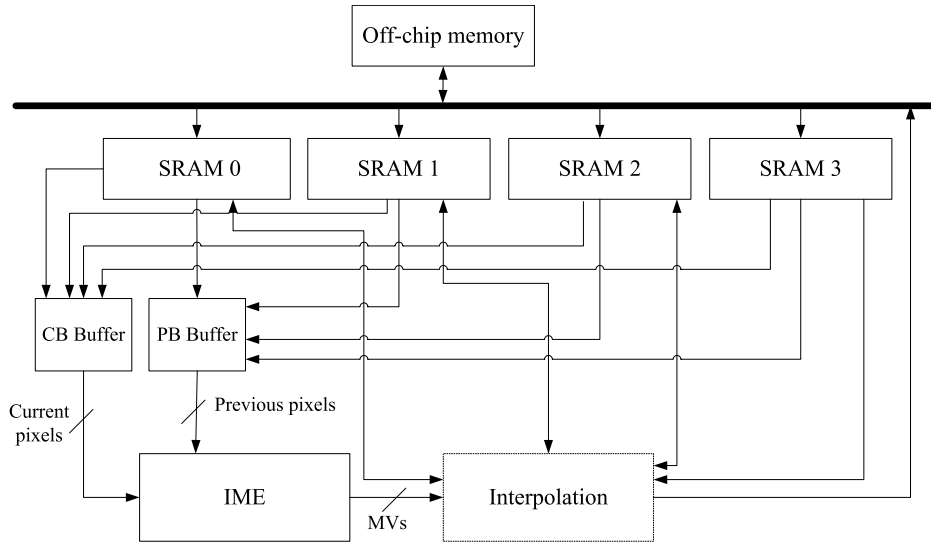 Off-chip memory
SRAM 0
SRAM 1
SRAM 2
SRAM 3
CB Buffer
PB Buffer
Current
pixels
Previous pixels
IME
MVs
Interpolation